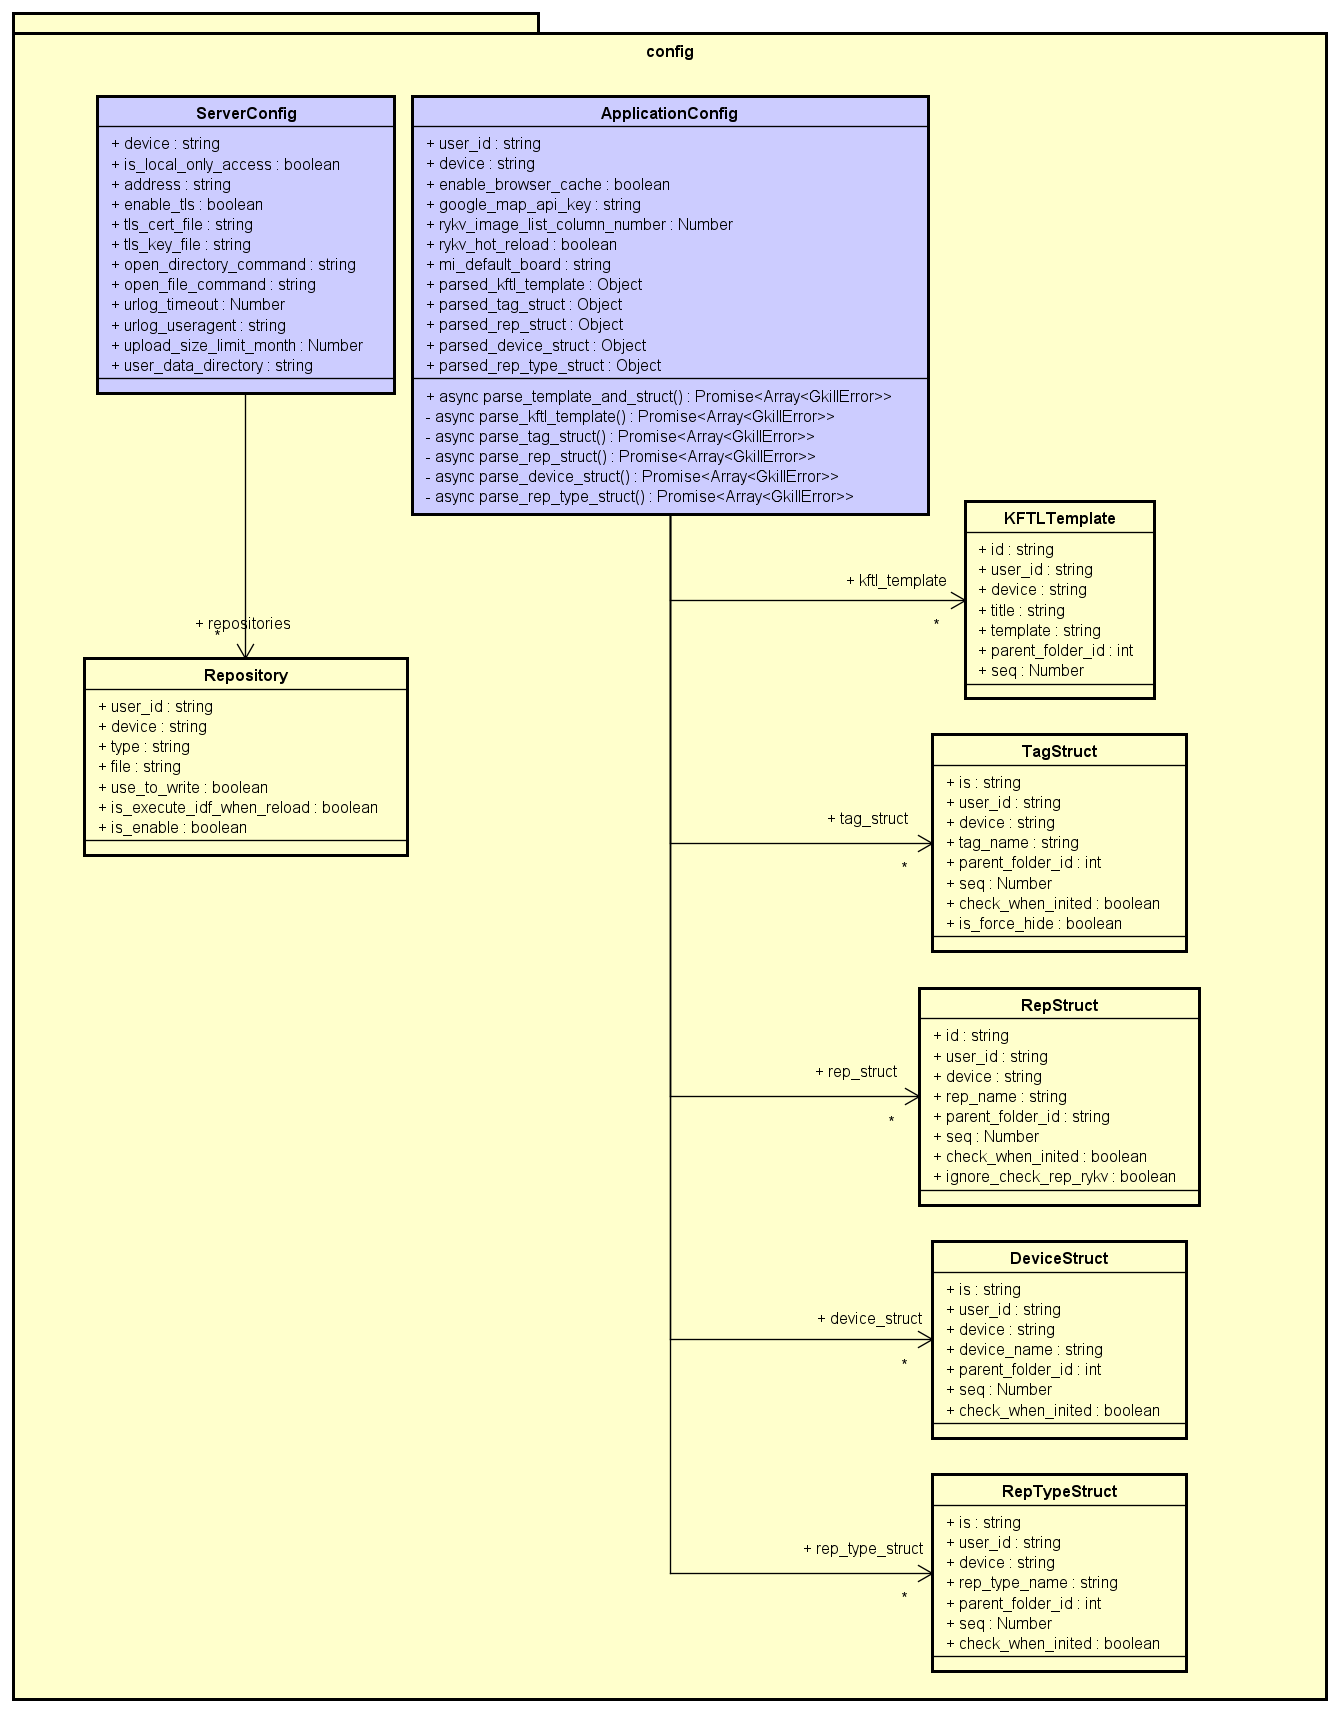 config
ServerConfig
+ device : string
+ is_local_only_access : boolean
+ address : string
+ enable_tls : boolean
+ tls_cert_file : string
+ tls_key_file : string
+ open_directory_command : string
+ open_file_command : string
+ urlog_timeout : Number
+ urlog_useragent : string
+ upload_size_limit_month : Number
+ user_data_directory : string
ApplicationConfig
+ user_id : string
+ device : string
+ enable_browser_cache : boolean
+ google_map_api_key : string
+ rykv_image_list_column_number : Number
+ rykv_hot_reload : boolean
+ mi_default_board : string
+ parsed_kftl_template : Object
+ parsed_tag_struct : Object
+ parsed_rep_struct : Object
+ parsed_device_struct : Object
+ parsed_rep_type_struct : Object
+ async parse_template_and_struct() : Promise<Array<GkillError>>
- async parse_kftl_template() : Promise<Array<GkillError>>
- async parse_tag_struct() : Promise<Array<GkillError>>
- async parse_rep_struct() : Promise<Array<GkillError>>
- async parse_device_struct() : Promise<Array<GkillError>>
- async parse_rep_type_struct() : Promise<Array<GkillError>>
+ repositories
*
Repository
+ user_id : string
+ device : string
+ type : string
+ file : string
+ use_to_write : boolean
+ is_execute_idf_when_reload : boolean
+ is_enable : boolean
+ kftl_template
*
KFTLTemplate
+ id : string
+ user_id : string
+ device : string
+ title : string
+ template : string
+ parent_folder_id : int
+ seq : Number
+ tag_struct
*
TagStruct
+ is : string
+ user_id : string
+ device : string
+ tag_name : string
+ parent_folder_id : int
+ seq : Number
+ check_when_inited : boolean
+ is_force_hide : boolean
+ rep_struct
*
RepStruct
+ id : string
+ user_id : string
+ device : string
+ rep_name : string
+ parent_folder_id : string
+ seq : Number
+ check_when_inited : boolean
+ ignore_check_rep_rykv : boolean
+ device_struct
*
DeviceStruct
+ is : string
+ user_id : string
+ device : string
+ device_name : string
+ parent_folder_id : int
+ seq : Number
+ check_when_inited : boolean
+ rep_type_struct
*
RepTypeStruct
+ is : string
+ user_id : string
+ device : string
+ rep_type_name : string
+ parent_folder_id : int
+ seq : Number
+ check_when_inited : boolean